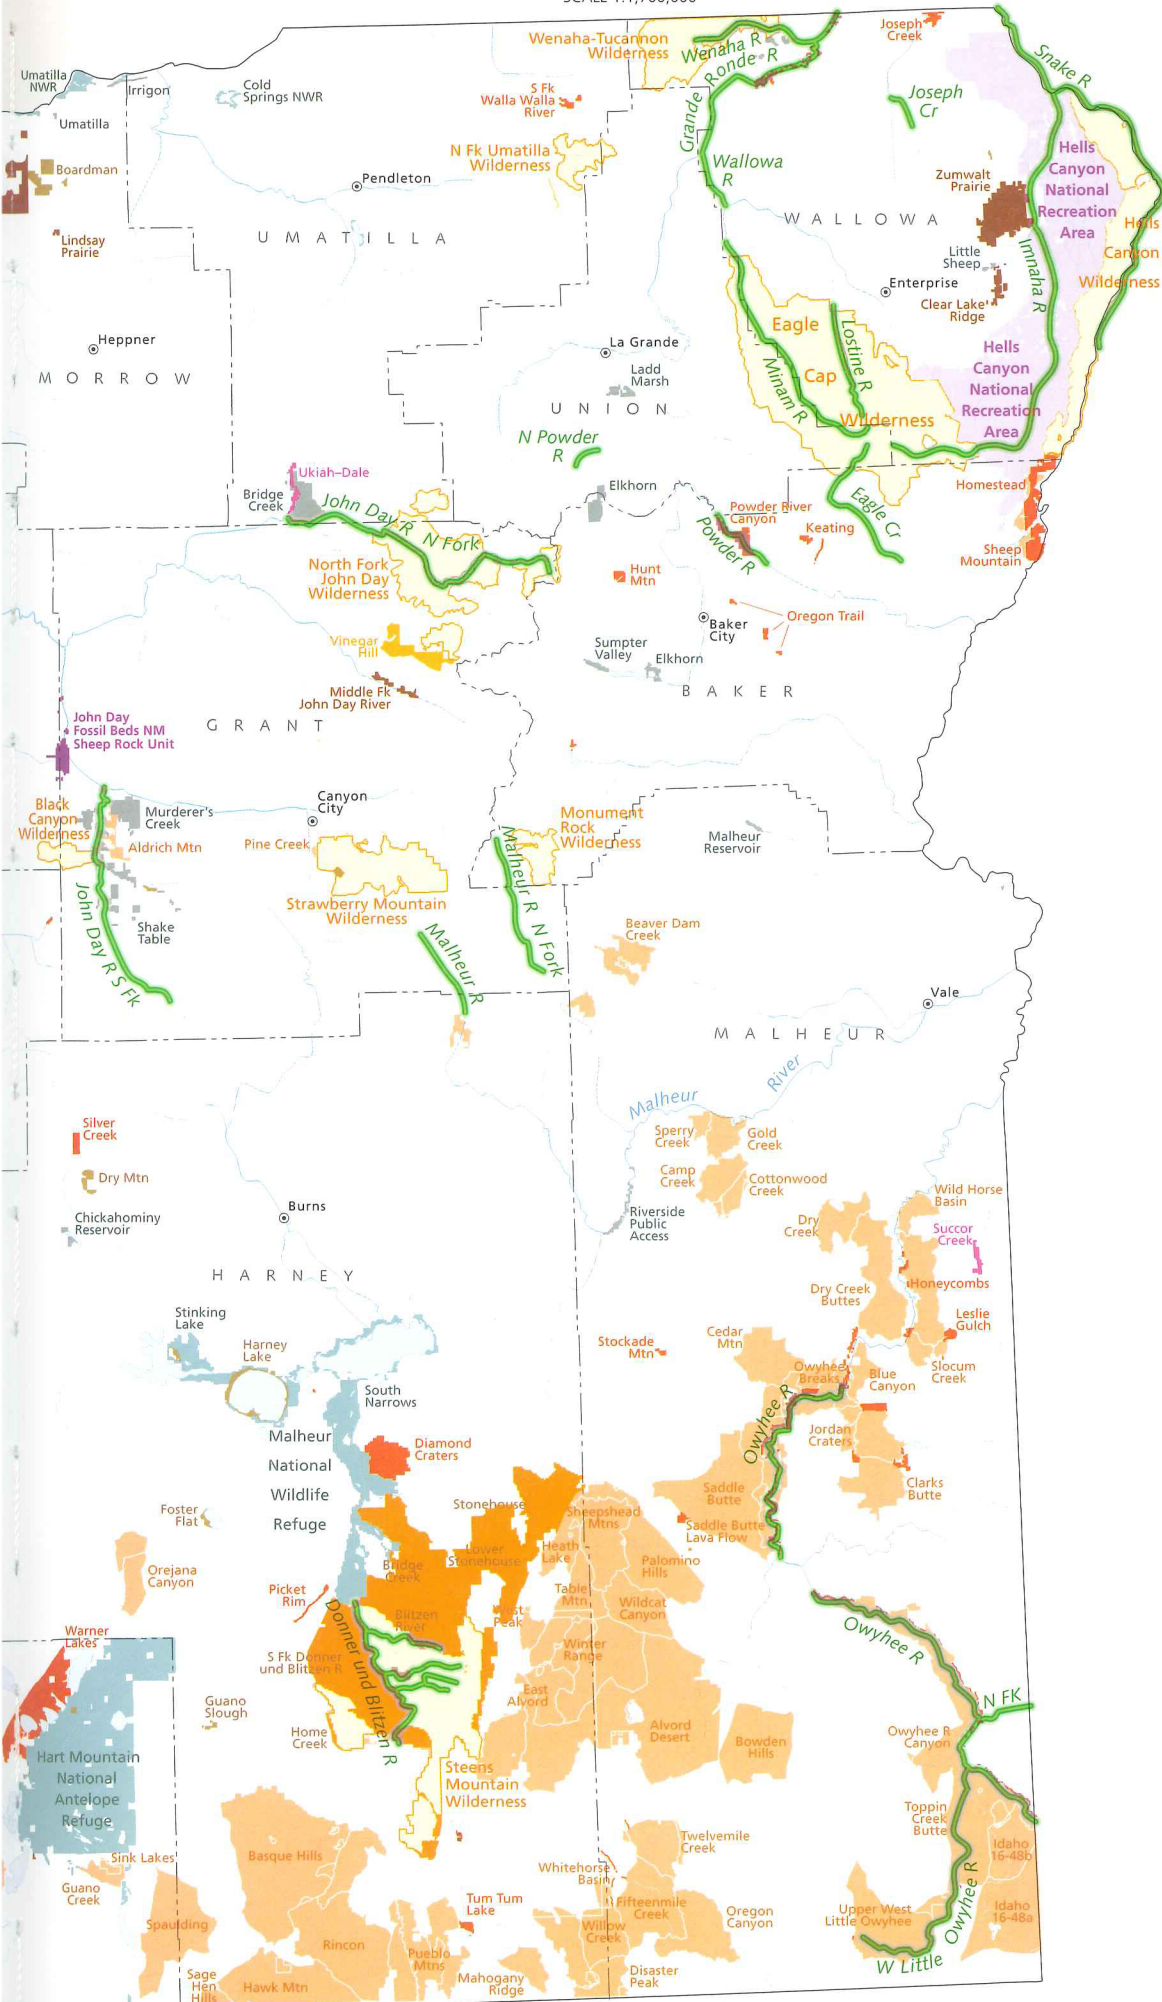 SCALE 1:1,700,000
Wenaha-Tucannon
Wilderness
Wenaha R
Grande Ronde R
Joseph
Creek
Snake R
Umatilla
NWR
Irrigon
Cold
Springs NWR
S Fk
Walla Walla
River
Joseph
Cr
Umatilla
Boardman
N Fk Umatilla
Wilderness
Wallowa
R
Hells
Canyon
National
Recreation
Area
Pendleton
Zumwalt
Prairie
WALLOWA
Lindsay
Prairie
UMATILLA
Hells
Canyon
Wilderness
Little
Sheep
Imnaha R
Enterprise
Clear Lake
Ridge
Heppner
MORROW
La Grande
Ladd
Marsh
UNION
Eagle
Cap
Wilderness
Lostine R
Minam R
Hells
Canyon
National
Recreation
Area
N Powder
R
Ukiah–Dale
Bridge
Creek
John Day R N Fork
Elkhorn
Powder River
Canyon
Powder R
Keating
Eagle Cr
Homestead
Sheep
Mountain
North Fork
John Day
Wilderness
Hunt
Mtn
Baker
City
Oregon Trail
Vinegar
Hill
Sumpter
Valley
Elkhorn
BAKER
Middle Fk
John Day River
John Day
Fossil Beds NM
Sheep Rock Unit
GRANT
Canyon
City
Black
Canyon
Wilderness
Murderer's
Creek
Aldrich Mtn
Pine Creek
Monument
Rock
Wilderness
Malheur
Reservoir
Strawberry Mountain
Wilderness
John Day R S Fk
Shake
Table
Malheur R
Malheur R N Fork
Beaver Dam
Creek
Vale
MALHEUR
Malheur River
Silver
Creek
Dry Mtn
Chickahominy
Reservoir
Burns
Sperry
Creek
Gold
Creek
Camp
Creek
Cottonwood
Creek
Riverside
Public
Access
Wild Horse
Basin
Dry
Creek
Succor
Creek
HARNEY
Dry Creek
Buttes
Honeycombs
Leslie
Gulch
Stinking
Lake
Harney
Lake
Stockade
Mtn
Cedar
Mtn
Owyhee
Breaks
Blue
Canyon
Slocum
Creek
South
Narrows
Owyhee R
Malheur
National
Wildlife
Refuge
Diamond
Craters
Jordan
Craters
Clarks
Butte
Saddle
Butte
Foster
Flat
Stonehouse
Sheepshead
Mtns
Saddle Butte
Lava Flow
Orejana
Canyon
Bridge
Creek
Lower
Stonehouse
Heath
Lake
Palomino
Hills
Picket
Rim
Blitzen
River
West
Peak
Table
Mtn
Wildcat
Canyon
Owyhee R
Warner
Lakes
S Fk Donner
und Blitzen R
Donner und Blitzen R
Winter
Range
East
Alvord
N FK
Guano
Slough
Home
Creek
Alvord
Desert
Bowden
Hills
Owyhee R
Canyon
Hart Mountain
National
Antelope
Refuge
Steens
Mountain
Wilderness
Toppin
Creek
Butte
Idaho
16-48b
Sink Lakes
Guano
Creek
Basque Hills
Twelvemile
Creek
Whitehorse
Basin
Spaulding
Tum Tum
Lake
Fifteenmile
Creek
Oregon
Canyon
Upper West
Little Owyhee
Idaho
16-48a
W Little Owyhee R
Rincon
Pueblo
Mtns
Willow
Creek
Sage
Hen
Hills
Hawk Mtn
Mahogany
Ridge
Disaster
Peak